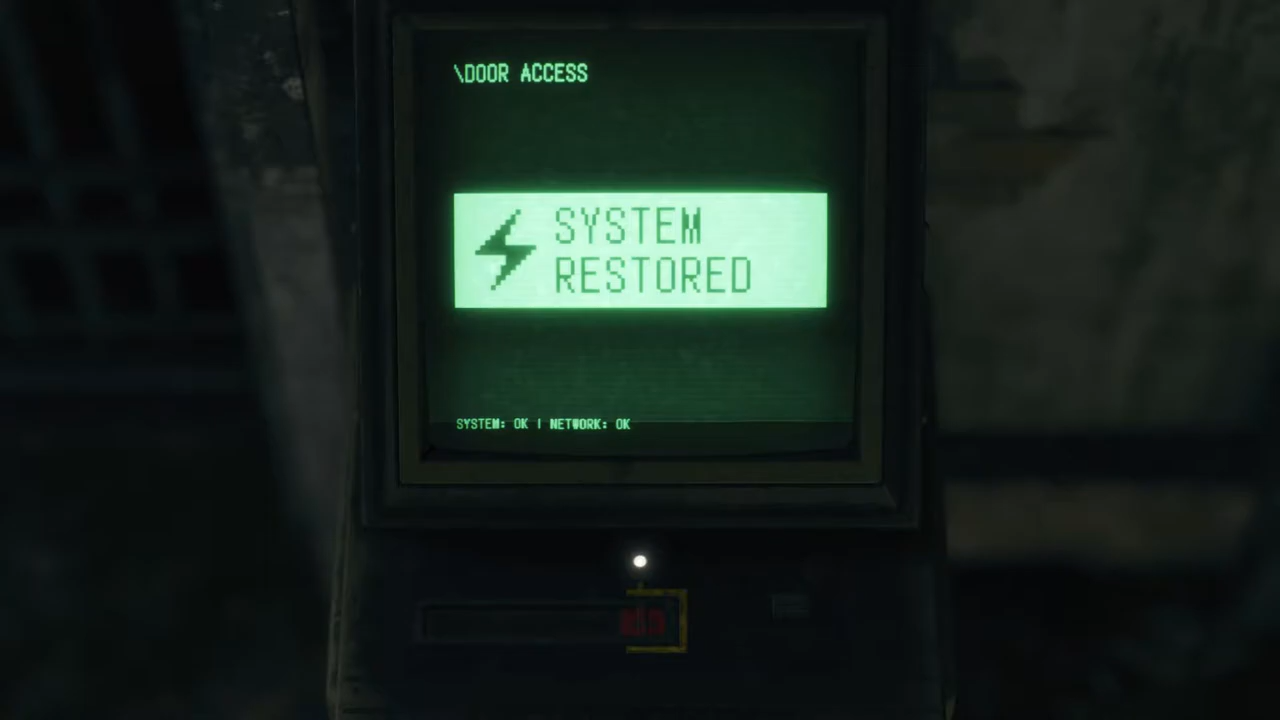 \DOOR ACCESS
SYSTEM
RESTORED
SYSTEM: OK | NETWORK: OK